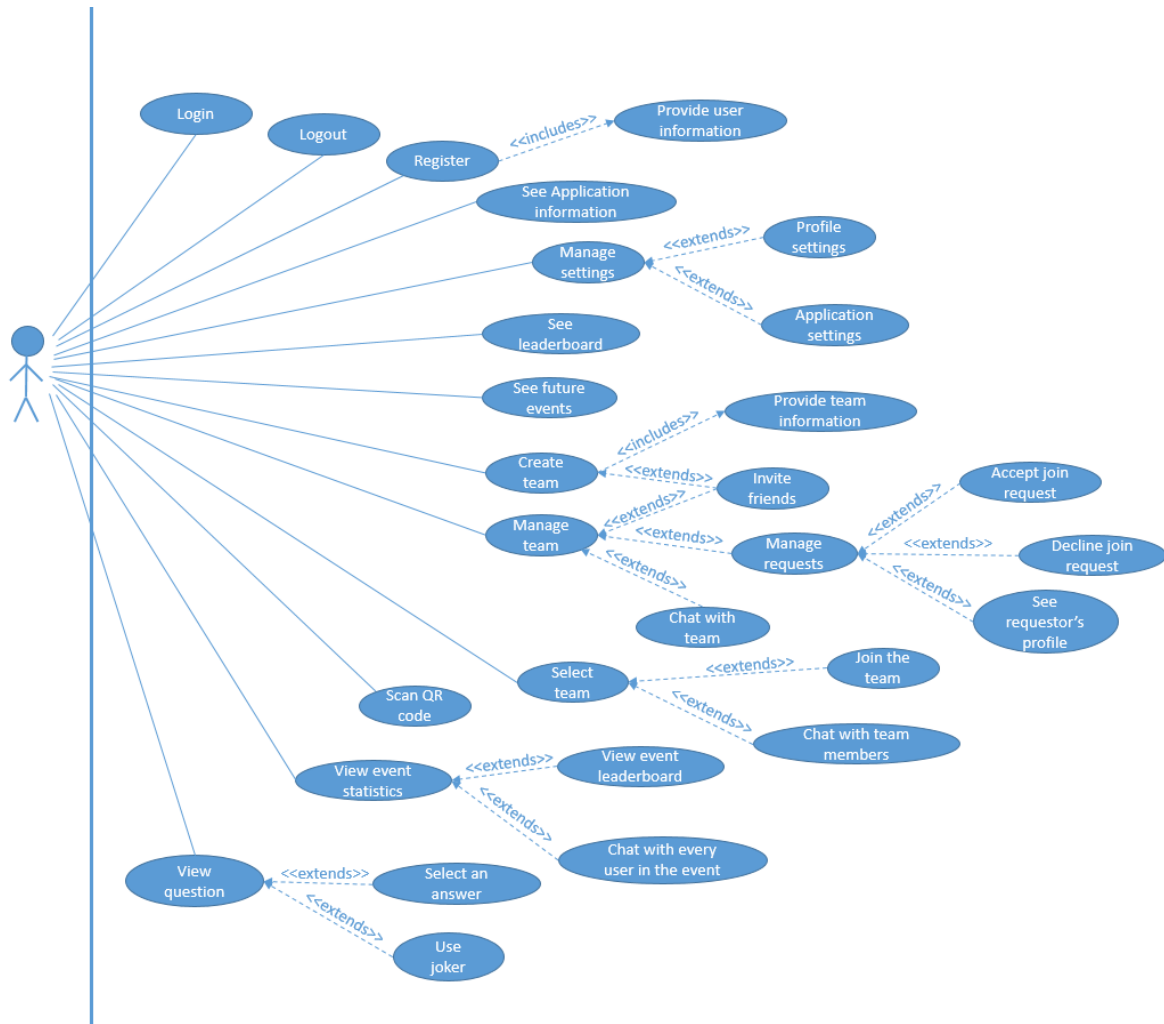 Login
Logout
Register
<<includes>>
Provide user
information
See Application
information
Manage
settings
<<extends>>
Profile
settings
<<extends>>
Application
settings
See
leaderboard
See future
events
Create
team
<<includes>>
Provide team
information
<<extends>>
Invite
friends
Manage
team
<<extends>>
<<extends>>
Manage
requests
<<extends>>
Accept join
request
<<extends>>
Decline join
request
<<extends>>
See
requestor's
profile
<<extends>>
Chat with
team
Select
team
<<extends>>
Join the
team
<<extends>>
Chat with team
members
Scan QR
code
View event
statistics
<<extends>>
View event
leaderboard
<<extends>>
Chat with every
user in the event
View
question
<<extends>>
Select an
answer
<<extends>>
Use
joker